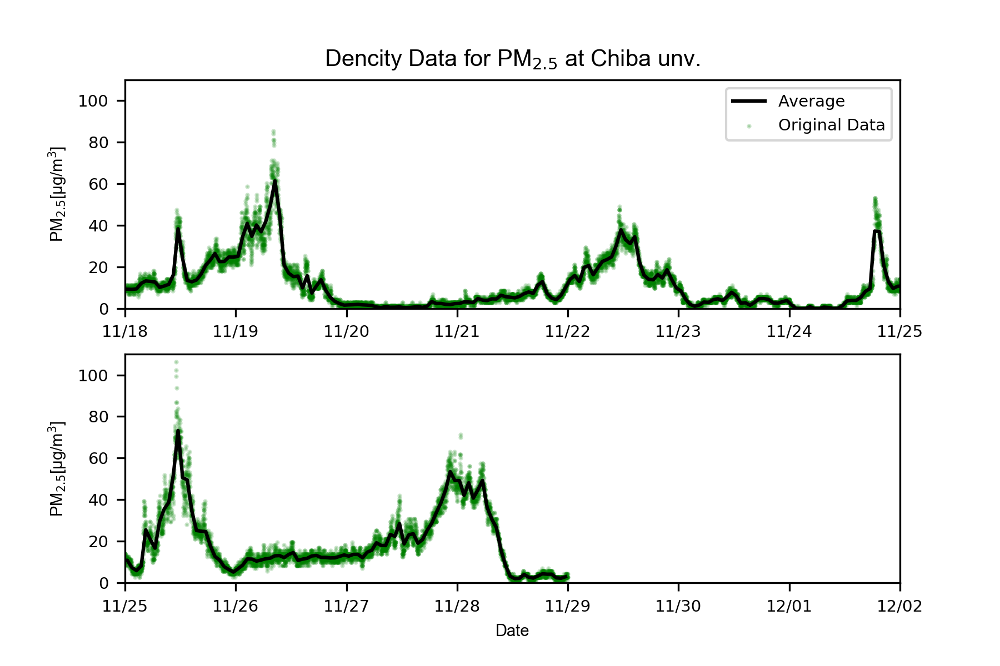 Dencity Data for PM2.5 at Chiba unv.
Average
Original Data
PM2.5[µg/m3]
100
80
60
40
20
0
11/18 11/19 11/20 11/21 11/22 11/23 11/24 11/25
PM2.5[µg/m3]
100
80
60
40
20
0
11/25 11/26 11/27 11/28 11/29 11/30 12/01 12/02
Date